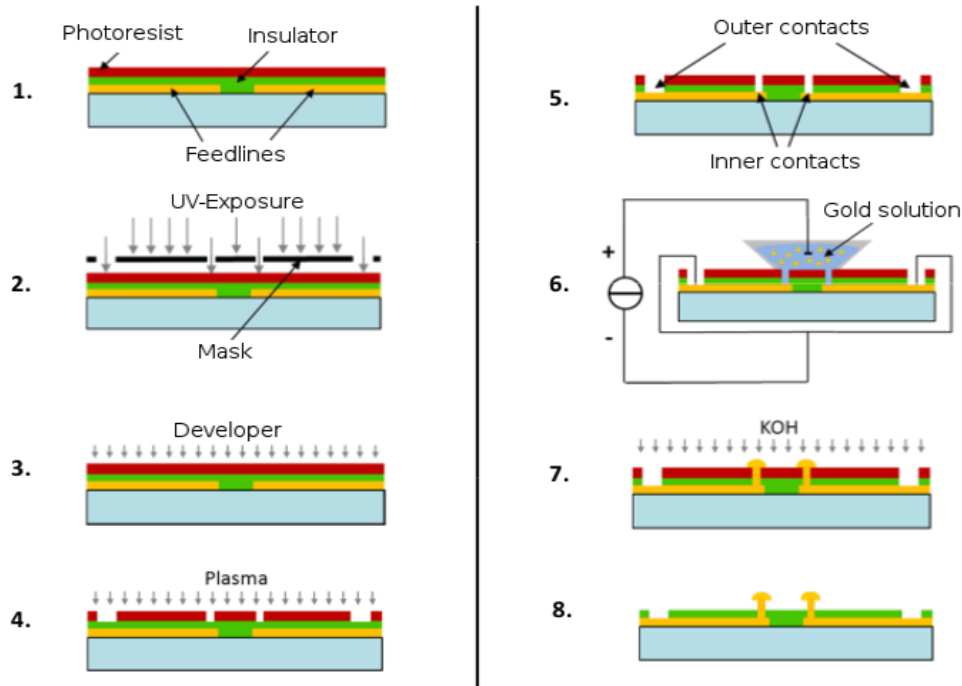 Photoresist
Insulator
1.
Feedlines
UV-Exposure
2.
Mask
Developer
3.
Plasma
4.
Outer contacts
5.
Inner contacts
Gold solution
+
6.
-
KOH
7.
8.